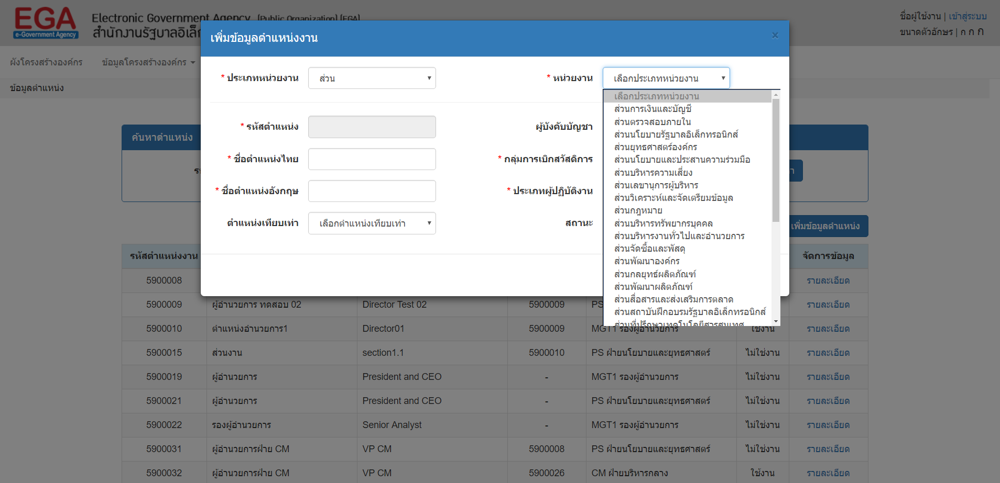 EGA
e-Government Agency
Electronic Government Agency (Public Organization) (EGA)
สำนักงานรัฐบาลอิเล็ก
ชื่อผู้ใช้งาน | เข้าสู่ระบบ
ขนาดตัวอักษร | ก ก ก
ผังโครงสร้างองค์กร ข้อมูลโครงสร้างองค์กร
ข้อมูลตำแหน่ง
เพิ่มข้อมูลตำแหน่งงาน ×
* ประเภทหน่วยงาน ส่วน * หน่วยงาน เลือกประเภทหน่วยงาน
* รหัสตำแหน่ง ผู้บังคับบัญชา
* ชื่อตำแหน่งไทย * กลุ่มการเบิกสวัสดิการ
* ชื่อตำแหน่งอังกฤษ * ประเภทผู้ปฏิบัติงาน
ตำแหน่งเทียบเท่า เลือกตำแหน่งเทียบเท่า สถานะ
เลือกประเภทหน่วยงาน
ส่วนการเงินและบัญชี
ส่วนตรวจสอบภายใน
ส่วนนโยบายรัฐบาลอิเล็กทรอนิกส์
ส่วนยุทธศาสตร์องค์กร
ส่วนนโยบายและประสานความร่วมมือ
ส่วนบริหารความเสี่ยง
ส่วนเลขานุการผู้บริหาร
ส่วนวิเคราะห์และจัดเตรียมข้อมูล
ส่วนกฎหมาย
ส่วนบริหารทรัพยากรบุคคล
ส่วนบริหารงานทั่วไปและอำนวยการ
ส่วนจัดซื้อและพัสดุ
ส่วนพัฒนาองค์กร
ส่วนกลยุทธ์ผลิตภัณฑ์
ส่วนพัฒนาผลิตภัณฑ์
ส่วนสื่อสารและส่งเสริมการตลาด
ส่วนสถาบันฝึกอบรมรัฐบาลอิเล็กทรอนิกส์
ส่วนที่ปรึกษาเทคโนโลยีสารสนเทศ
ค้นหาตำแหน่ง
เพิ่มข้อมูลตำแหน่ง
รหัสตำแหน่งงาน จัดการข้อมูล
5900008 รายละเอียด
5900009 ผู้อำนวยการ ทดสอบ 02 Director Test 02 5900009 PS รายละเอียด
5900010 ตำแหน่งอำนวยการ1 Director01 5900009 MGT1 รองผู้อำนวยการ ใช้งาน รายละเอียด
5900015 ส่วนงาน section1.1 5900010 PS ฝ่ายนโยบายและยุทธศาสตร์ ไม่ใช้งาน รายละเอียด
5900019 ผู้อำนวยการ President and CEO - MGT1 รองผู้อำนวยการ ไม่ใช้งาน รายละเอียด
5900021 ผู้อำนวยการ President and CEO - PS ฝ่ายนโยบายและยุทธศาสตร์ ไม่ใช้งาน รายละเอียด
5900022 รองผู้อำนวยการ Senior Analyst - MGT1 รองผู้อำนวยการ ไม่ใช้งาน รายละเอียด
5900031 ผู้อำนวยการฝ่าย CM VP CM 5900008 PS ฝ่ายนโยบายและยุทธศาสตร์ ไม่ใช้งาน รายละเอียด
5900032 ผู้อำนวยการฝ่าย CM VP CM 5900026 CM ฝ่ายบริหารกลาง ใช้งาน รายละเอียด